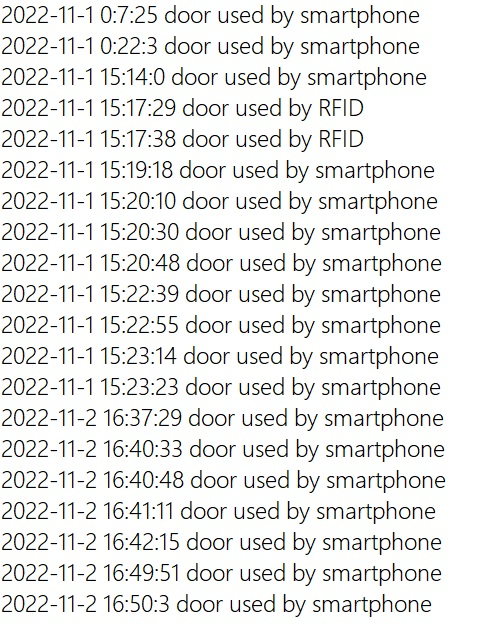 2022-11-1 0:7:25 door used by smartphone
2022-11-1 0:22:3 door used by smartphone
2022-11-1 15:14:0 door used by smartphone
2022-11-1 15:17:29 door used by RFID
2022-11-1 15:17:38 door used by RFID
2022-11-1 15:19:18 door used by smartphone
2022-11-1 15:20:10 door used by smartphone
2022-11-1 15:20:30 door used by smartphone
2022-11-1 15:20:48 door used by smartphone
2022-11-1 15:22:39 door used by smartphone
2022-11-1 15:22:55 door used by smartphone
2022-11-1 15:23:14 door used by smartphone
2022-11-1 15:23:23 door used by smartphone
2022-11-2 16:37:29 door used by smartphone
2022-11-2 16:40:33 door used by smartphone
2022-11-2 16:40:48 door used by smartphone
2022-11-2 16:41:11 door used by smartphone
2022-11-2 16:42:15 door used by smartphone
2022-11-2 16:49:51 door used by smartphone
2022-11-2 16:50:3 door used by smartphone